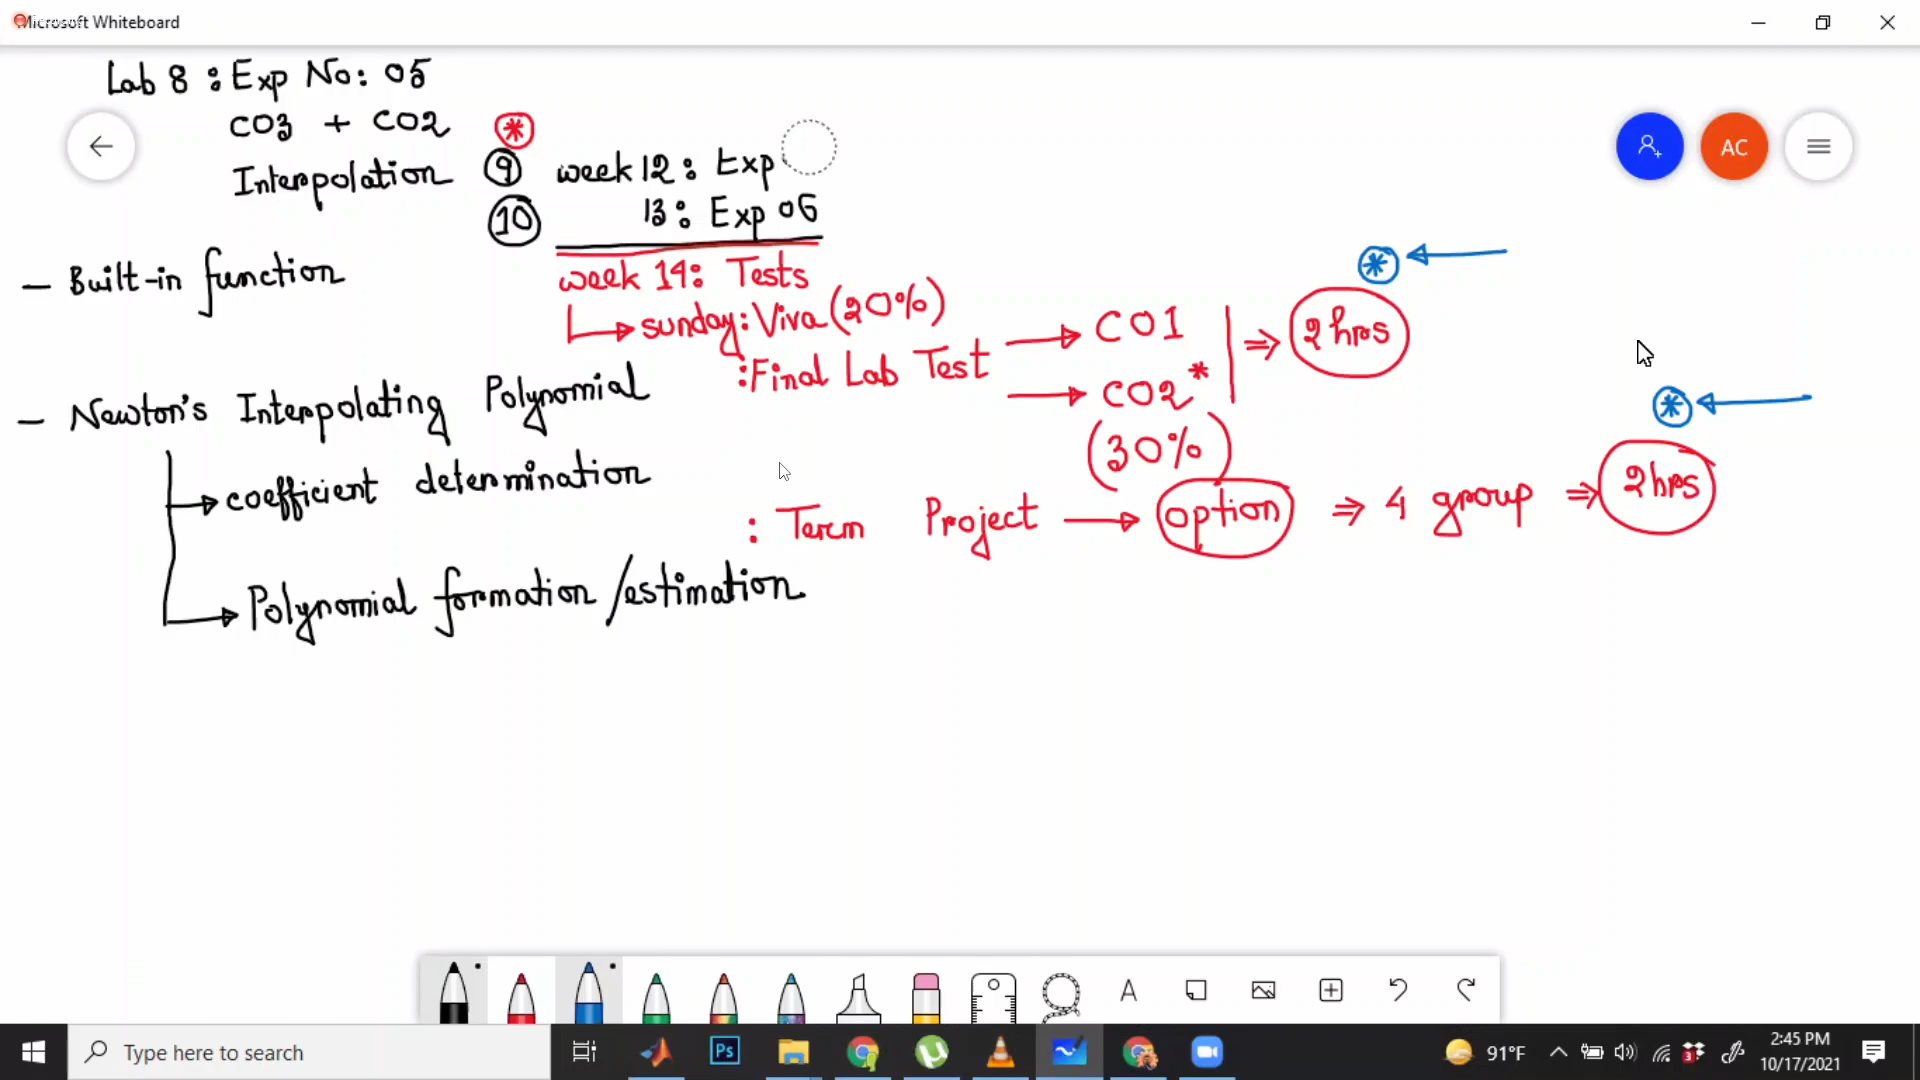 Microsoft Whiteboard
Lab 8 : Exp No: 05
CO3 + CO2
Interpolation
*
9 week 12 : Exp
10 13 : Exp 06
week 14: Tests
sunday: Viva (20%)
: Final Lab Test → CO1 ⇒ 2 hrs
→ CO2*
(30%)
: Term Project → option ⇒ 4 group ⇒ 2 hrs
*
*
- Built-in function
- Newton's Interpolating Polynomial
→ coefficient determination
→ Polynomial formation / estimation
AC
A
Type here to search
Ps
91°F
3
2:45 PM
10/17/2021